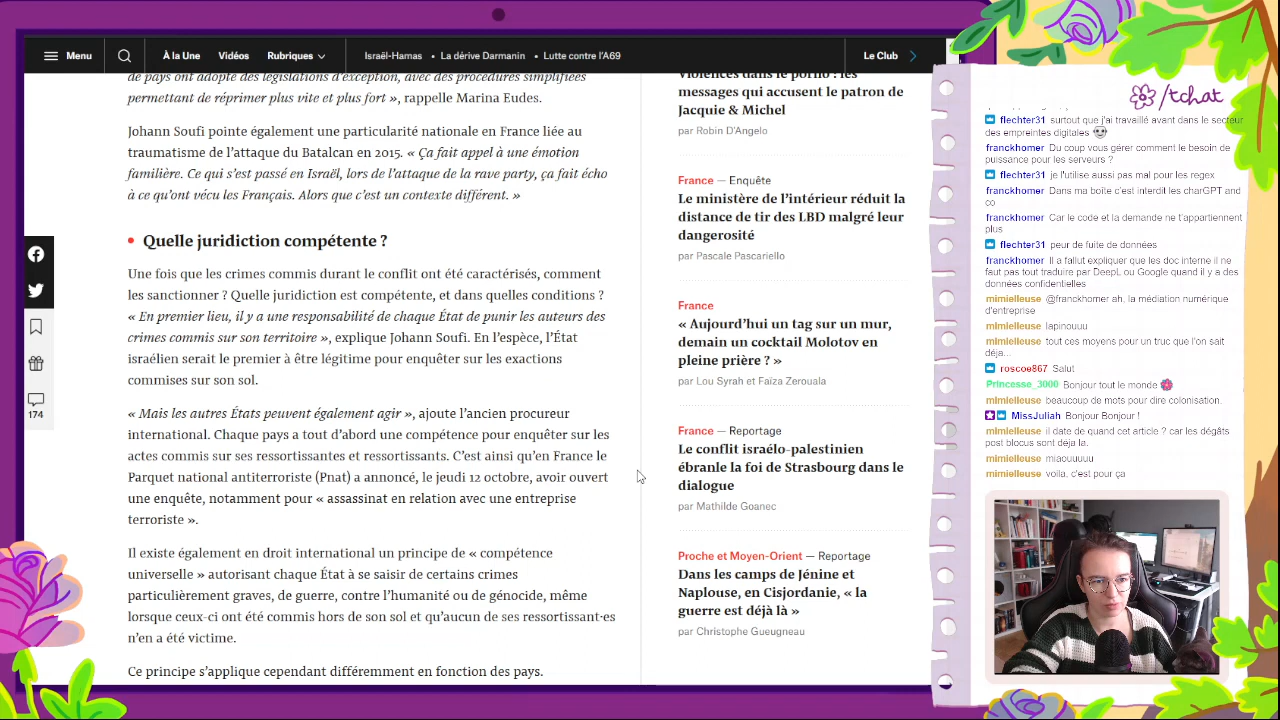 Menu
À la Une
Vidéos
Rubriques
Israël-Hamas • La dérive Darmanin • Lutte contre l'A69
Le Club
de pays ont adopté des législations d'exception, avec des procédures simplifiées
permettant de réprimer plus vite et plus fort », rappelle Marina Eudes.
Johann Soufi pointe également une particularité nationale en France liée au
traumatisme de l'attaque du Batalcan en 2015. « Ça fait appel à une émotion
familière. Ce qui s'est passé en Israël, lors de l'attaque de la rave party, ça fait écho
à ce qu'ont vécu les Français. Alors que c'est un contexte différent. »
• Quelle juridiction compétente ?
Une fois que les crimes commis durant le conflit ont été caractérisés, comment
les sanctionner ? Quelle juridiction est compétente, et dans quelles conditions ?
« En premier lieu, il y a une responsabilité de chaque État de punir les auteurs des
crimes commis sur son territoire », explique Johann Soufi. En l'espèce, l'État
israélien serait le premier à être légitime pour enquêter sur les exactions
commises sur son sol.
« Mais les autres États peuvent également agir », ajoute l'ancien procureur
international. Chaque pays a tout d'abord une compétence pour enquêter sur les
actes commis sur ses ressortissantes et ressortissants. C'est ainsi qu'en France le
Parquet national antiterroriste (Pnat) a annoncé, le jeudi 12 octobre, avoir ouvert
une enquête, notamment pour « assassinat en relation avec une entreprise
terroriste ».
Il existe également en droit international un principe de « compétence
universelle » autorisant chaque État à se saisir de certains crimes
particulièrement graves, de guerre, contre l'humanité ou de génocide, même
lorsque ceux-ci ont été commis hors de son sol et qu'aucun de ses ressortissant·es
n'en a été victime.
Ce principe s'applique cependant différemment en fonction des pays.
174
Violences dans le porno : les
messages qui accusent le patron de
Jacquie & Michel
par Robin D'Angelo
France — Enquête
Le ministère de l'intérieur réduit la
distance de tir des LBD malgré leur
dangerosité
par Pascale Pascariello
France
« Aujourd'hui un tag sur un mur,
demain un cocktail Molotov en
pleine prière ? »
par Lou Syrah et Faïza Zerouala
France — Reportage
Le conflit israélo-palestinien
ébranle la foi de Strasbourg dans le
dialogue
par Mathilde Goanec
Proche et Moyen-Orient — Reportage
Dans les camps de Jénine et
Naplouse, en Cisjordanie, « la
guerre est déjà là »
par Christophe Gueugneau
/tchat
flechter31 surtout que j'ai travaillé avant dans le secteur
des empreintes digitales
franckhomer Du coup vous gérer comment le besoin de
puissance pour les serveurs ?
flechter31 je l'utilise aussi pas mal pour les regex
franckhomer Dans ma boîte c'est interdit les charGPT and
co
franckhomer Car le code et la demande ne t'appartiennent
plus
flechter31 peur de fuite de données
franckhomer Il a fallut expliquer que les doc interne il ne
faut pas tout traduire par DeepL ou Google quand il y a des
données confidentielles
mimielleuse @franckhomer ah, la médiation numérique
d'entreprise
mimielleuse lapinouuu
mimielleuse tout ces moyens pour un truc que l'on sait
déja...
roscoe867 Salut
Princesse_3000 Bonjour tout le monde
mimielleuse beaucoup de mots pour dire colonisation.
MissJuliah Bonjour Bonjour !
mimielleuse il date de quand cet article ? car les dégâts
post blocus sont déja la.
mimielleuse miaouuuuu
mimielleuse voila, c'est pour ça